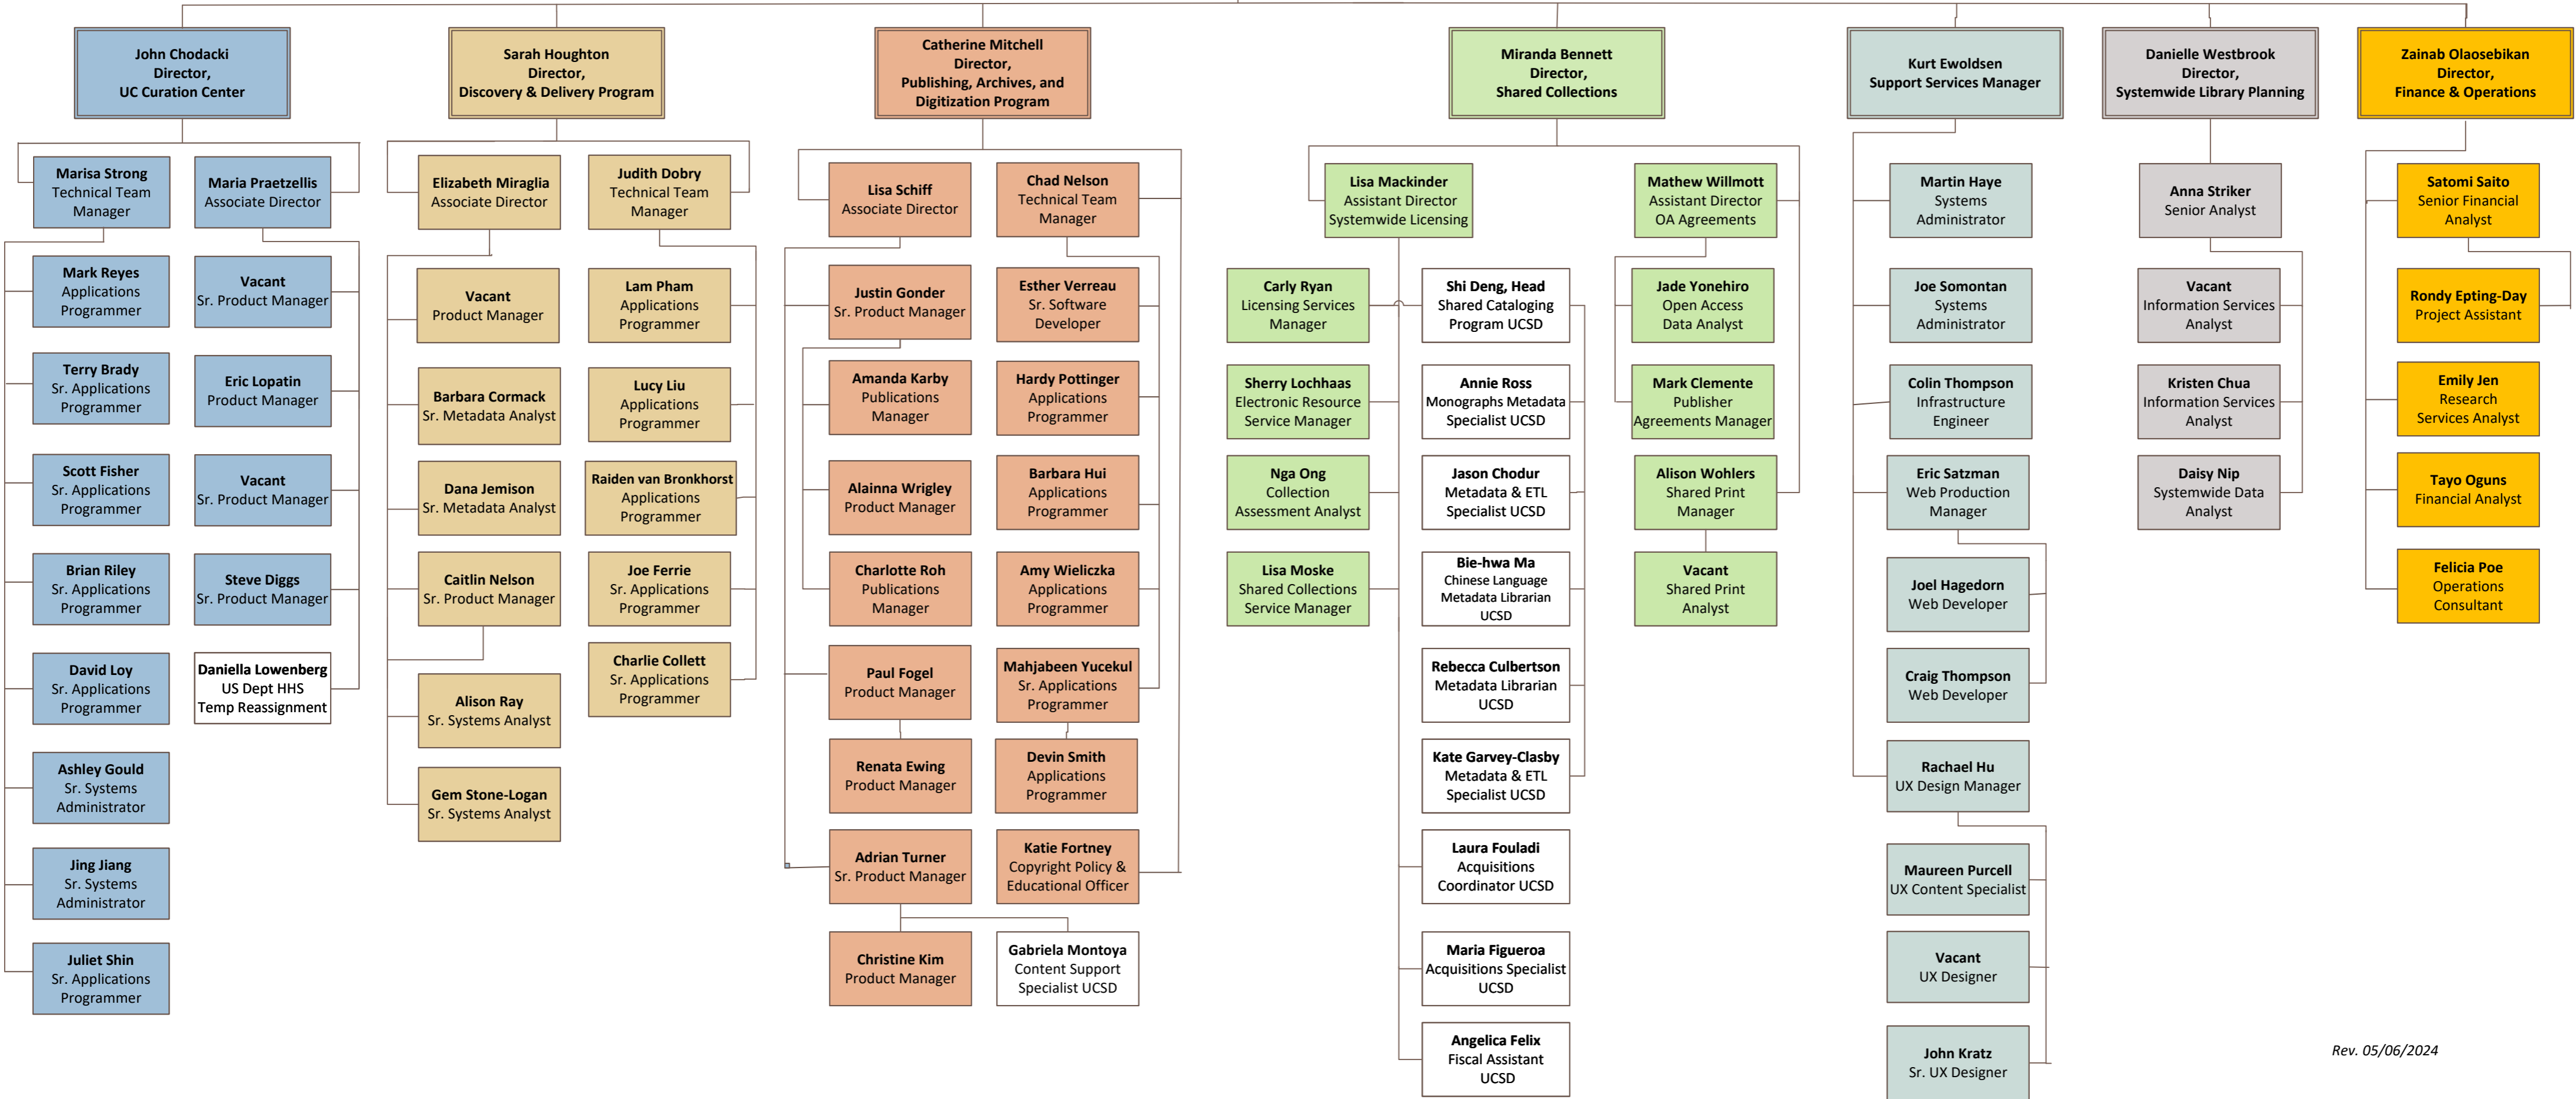 John Chodacki
Director,
UC Curation Center
Marisa Strong
Technical Team
Manager
Maria Praetzellis
Associate Director
Mark Reyes
Applications
Programmer
Vacant
Sr. Product Manager
Terry Brady
Sr. Applications
Programmer
Eric Lopatin
Product Manager
Scott Fisher
Sr. Applications
Programmer
Vacant
Sr. Product Manager
Brian Riley
Sr. Applications
Programmer
Steve Diggs
Sr. Product Manager
David Loy
Sr. Applications
Programmer
Daniella Lowenberg
US Dept HHS
Temp Reassignment
Ashley Gould
Sr. Systems
Administrator
Jing Jiang
Sr. Systems
Administrator
Juliet Shin
Sr. Applications
Programmer
Sarah Houghton
Director,
Discovery & Delivery Program
Elizabeth Miraglia
Associate Director
Judith Dobry
Technical Team
Manager
Vacant
Product Manager
Lam Pham
Applications
Programmer
Barbara Cormack
Sr. Metadata Analyst
Lucy Liu
Applications
Programmer
Dana Jemison
Sr. Metadata Analyst
Raiden van Bronkhorst
Applications
Programmer
Caitlin Nelson
Sr. Product Manager
Joe Ferrie
Sr. Applications
Programmer
Alison Ray
Sr. Systems Analyst
Charlie Collett
Sr. Applications
Programmer
Gem Stone-Logan
Sr. Systems Analyst
Catherine Mitchell
Director,
Publishing, Archives, and
Digitization Program
Lisa Schiff
Associate Director
Chad Nelson
Technical Team
Manager
Justin Gonder
Sr. Product Manager
Esther Verreau
Sr. Software
Developer
Amanda Karby
Publications
Manager
Hardy Pottinger
Applications
Programmer
Alainna Wrigley
Product Manager
Barbara Hui
Applications
Programmer
Charlotte Roh
Publications
Manager
Amy Wieliczka
Applications
Programmer
Paul Fogel
Product Manager
Mahjabeen Yucekul
Sr. Applications
Programmer
Renata Ewing
Product Manager
Devin Smith
Applications
Programmer
Adrian Turner
Sr. Product Manager
Katie Fortney
Copyright Policy &
Educational Officer
Christine Kim
Product Manager
Gabriela Montoya
Content Support
Specialist UCSD
Miranda Bennett
Director,
Shared Collections
Lisa Mackinder
Assistant Director
Systemwide Licensing
Mathew Willmott
Assistant Director
OA Agreements
Carly Ryan
Licensing Services
Manager
Shi Deng, Head
Shared Cataloging
Program UCSD
Jade Yonehiro
Open Access
Data Analyst
Sherry Lochhaas
Electronic Resource
Service Manager
Annie Ross
Monographs Metadata
Specialist UCSD
Mark Clemente
Publisher
Agreements Manager
Nga Ong
Collection
Assessment Analyst
Jason Chodur
Metadata & ETL
Specialist UCSD
Alison Wohlers
Shared Print
Manager
Lisa Moske
Shared Collections
Service Manager
Bie-hwa Ma
Chinese Language
Metadata Librarian
UCSD
Vacant
Shared Print
Analyst
Rebecca Culbertson
Metadata Librarian
UCSD
Kate Garvey-Clasby
Metadata & ETL
Specialist UCSD
Laura Fouladi
Acquisitions
Coordinator UCSD
Maria Figueroa
Acquisitions Specialist
UCSD
Angelica Felix
Fiscal Assistant
UCSD
Kurt Ewoldsen
Support Services Manager
Martin Haye
Systems
Administrator
Joe Somontan
Systems
Administrator
Colin Thompson
Infrastructure
Engineer
Eric Satzman
Web Production
Manager
Joel Hagedorn
Web Developer
Craig Thompson
Web Developer
Rachael Hu
UX Design Manager
Maureen Purcell
UX Content Specialist
Vacant
UX Designer
John Kratz
Sr. UX Designer
Danielle Westbrook
Director,
Systemwide Library Planning
Anna Striker
Senior Analyst
Vacant
Information Services
Analyst
Kristen Chua
Information Services
Analyst
Daisy Nip
Systemwide Data
Analyst
Zainab Olaosebikan
Director,
Finance & Operations
Satomi Saito
Senior Financial
Analyst
Rondy Epting-Day
Project Assistant
Emily Jen
Research
Services Analyst
Tayo Oguns
Financial Analyst
Felicia Poe
Operations
Consultant
Rev. 05/06/2024